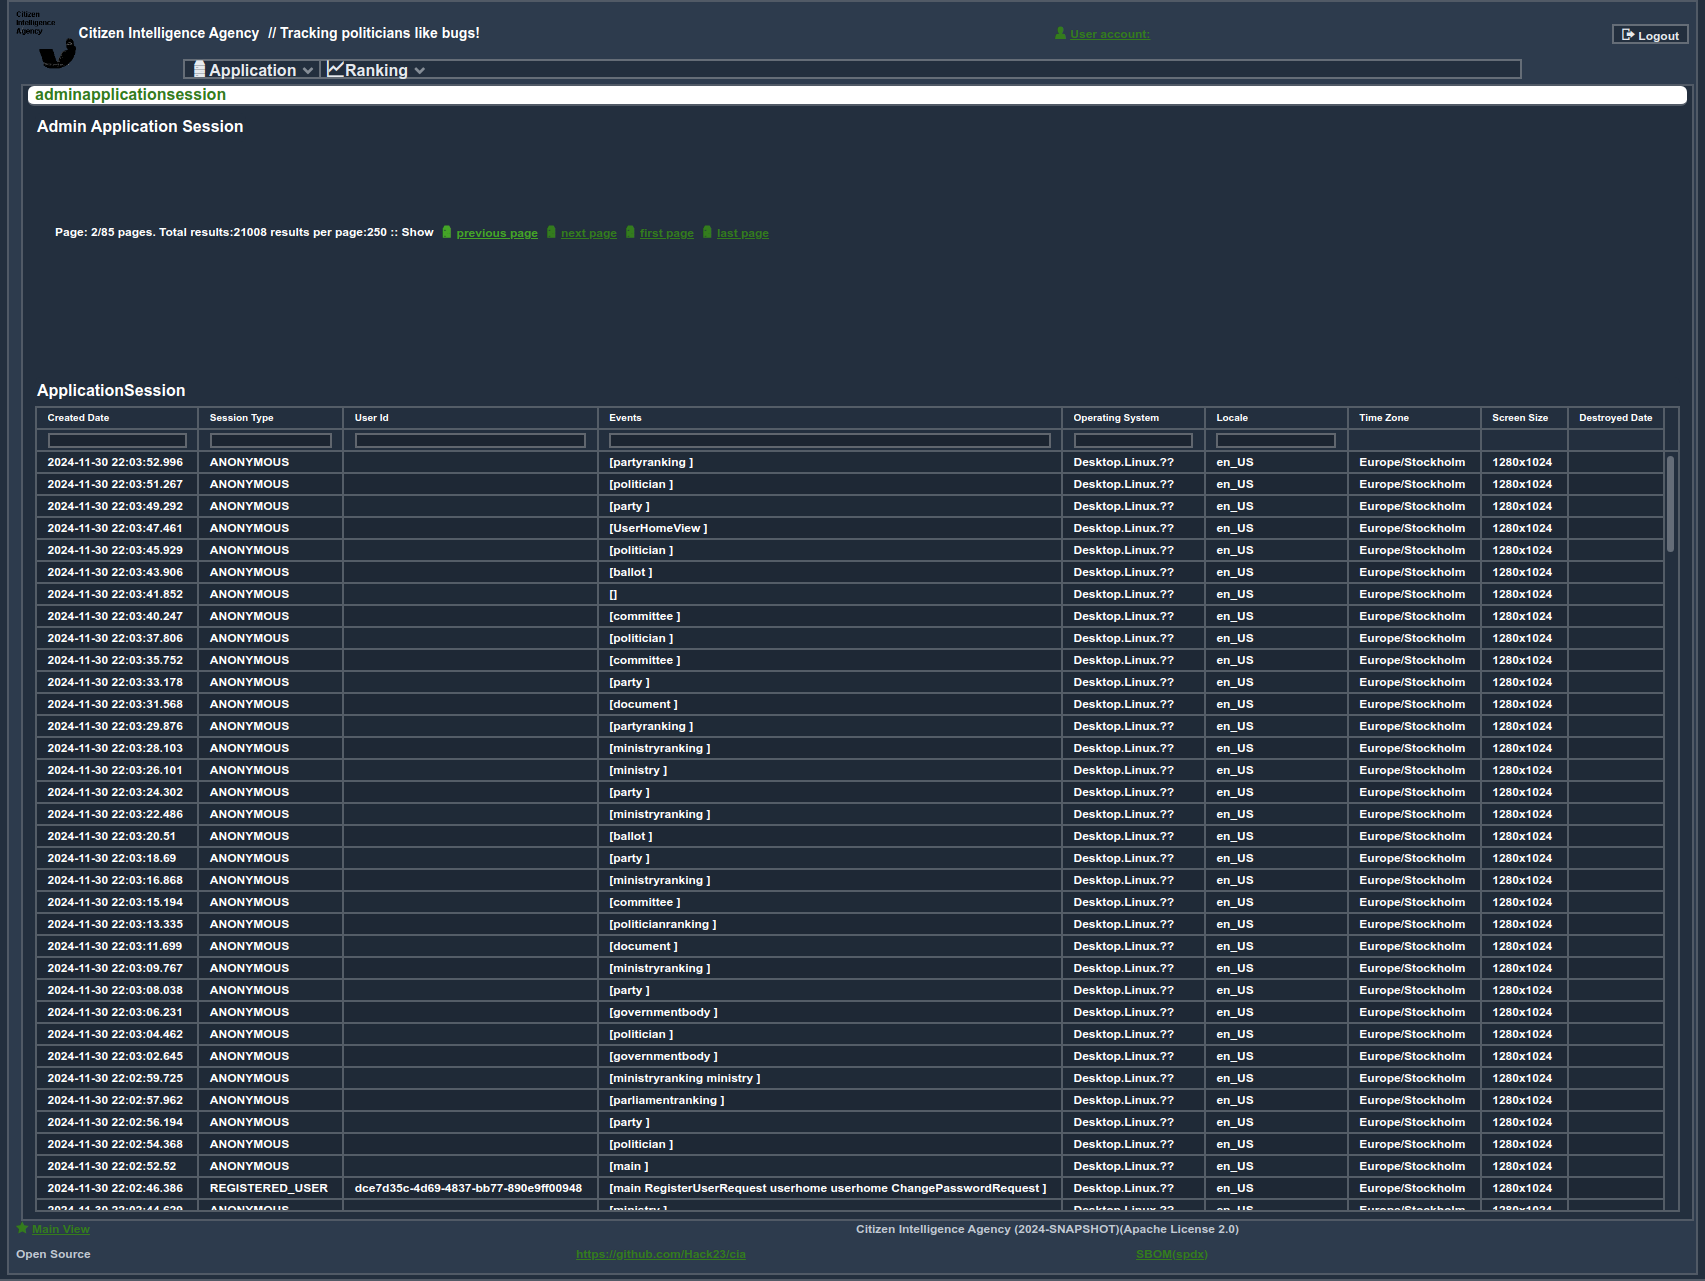 Citizen
Intelligence
Agency
Citizen Intelligence Agency // Tracking politicians like bugs!
User account:
Logout
Application
Ranking
adminapplicationsession
Admin Application Session
Page: 2/85 pages. Total results:21008 results per page:250 :: Show previous page next page first page last page
ApplicationSession
Created Date Session Type User Id Events Operating System Locale Time Zone Screen Size Destroyed Date
2024-11-30 22:03:52.996 ANONYMOUS [partyranking ] Desktop.Linux.?? en_US Europe/Stockholm 1280x1024
2024-11-30 22:03:51.267 ANONYMOUS [politician ] Desktop.Linux.?? en_US Europe/Stockholm 1280x1024
2024-11-30 22:03:49.292 ANONYMOUS [party ] Desktop.Linux.?? en_US Europe/Stockholm 1280x1024
2024-11-30 22:03:47.461 ANONYMOUS [UserHomeView ] Desktop.Linux.?? en_US Europe/Stockholm 1280x1024
2024-11-30 22:03:45.929 ANONYMOUS [politician ] Desktop.Linux.?? en_US Europe/Stockholm 1280x1024
2024-11-30 22:03:43.906 ANONYMOUS [ballot ] Desktop.Linux.?? en_US Europe/Stockholm 1280x1024
2024-11-30 22:03:41.852 ANONYMOUS [] Desktop.Linux.?? en_US Europe/Stockholm 1280x1024
2024-11-30 22:03:40.247 ANONYMOUS [committee ] Desktop.Linux.?? en_US Europe/Stockholm 1280x1024
2024-11-30 22:03:37.806 ANONYMOUS [politician ] Desktop.Linux.?? en_US Europe/Stockholm 1280x1024
2024-11-30 22:03:35.752 ANONYMOUS [committee ] Desktop.Linux.?? en_US Europe/Stockholm 1280x1024
2024-11-30 22:03:33.178 ANONYMOUS [party ] Desktop.Linux.?? en_US Europe/Stockholm 1280x1024
2024-11-30 22:03:31.568 ANONYMOUS [document ] Desktop.Linux.?? en_US Europe/Stockholm 1280x1024
2024-11-30 22:03:29.876 ANONYMOUS [partyranking ] Desktop.Linux.?? en_US Europe/Stockholm 1280x1024
2024-11-30 22:03:28.103 ANONYMOUS [ministryranking ] Desktop.Linux.?? en_US Europe/Stockholm 1280x1024
2024-11-30 22:03:26.101 ANONYMOUS [ministry ] Desktop.Linux.?? en_US Europe/Stockholm 1280x1024
2024-11-30 22:03:24.302 ANONYMOUS [party ] Desktop.Linux.?? en_US Europe/Stockholm 1280x1024
2024-11-30 22:03:22.486 ANONYMOUS [ministryranking ] Desktop.Linux.?? en_US Europe/Stockholm 1280x1024
2024-11-30 22:03:20.51 ANONYMOUS [ballot ] Desktop.Linux.?? en_US Europe/Stockholm 1280x1024
2024-11-30 22:03:18.69 ANONYMOUS [party ] Desktop.Linux.?? en_US Europe/Stockholm 1280x1024
2024-11-30 22:03:16.868 ANONYMOUS [ministryranking ] Desktop.Linux.?? en_US Europe/Stockholm 1280x1024
2024-11-30 22:03:15.194 ANONYMOUS [committee ] Desktop.Linux.?? en_US Europe/Stockholm 1280x1024
2024-11-30 22:03:13.335 ANONYMOUS [politicianranking ] Desktop.Linux.?? en_US Europe/Stockholm 1280x1024
2024-11-30 22:03:11.699 ANONYMOUS [document ] Desktop.Linux.?? en_US Europe/Stockholm 1280x1024
2024-11-30 22:03:09.767 ANONYMOUS [ministryranking ] Desktop.Linux.?? en_US Europe/Stockholm 1280x1024
2024-11-30 22:03:08.038 ANONYMOUS [party ] Desktop.Linux.?? en_US Europe/Stockholm 1280x1024
2024-11-30 22:03:06.231 ANONYMOUS [governmentbody ] Desktop.Linux.?? en_US Europe/Stockholm 1280x1024
2024-11-30 22:03:04.462 ANONYMOUS [politician ] Desktop.Linux.?? en_US Europe/Stockholm 1280x1024
2024-11-30 22:03:02.645 ANONYMOUS [governmentbody ] Desktop.Linux.?? en_US Europe/Stockholm 1280x1024
2024-11-30 22:02:59.725 ANONYMOUS [ministryranking ministry ] Desktop.Linux.?? en_US Europe/Stockholm 1280x1024
2024-11-30 22:02:57.962 ANONYMOUS [parliamentranking ] Desktop.Linux.?? en_US Europe/Stockholm 1280x1024
2024-11-30 22:02:56.194 ANONYMOUS [party ] Desktop.Linux.?? en_US Europe/Stockholm 1280x1024
2024-11-30 22:02:54.368 ANONYMOUS [politician ] Desktop.Linux.?? en_US Europe/Stockholm 1280x1024
2024-11-30 22:02:52.52 ANONYMOUS [main ] Desktop.Linux.?? en_US Europe/Stockholm 1280x1024
2024-11-30 22:02:46.386 REGISTERED_USER dce7d35c-4d69-4837-bb77-890e9ff00948 [main RegisterUserRequest userhome userhome ChangePasswordRequest ] Desktop.Linux.?? en_US Europe/Stockholm 1280x1024
Main View
Citizen Intelligence Agency (2024-SNAPSHOT)(Apache License 2.0)
Open Source
https://github.com/Hack23/cia
SBOM(spdx)